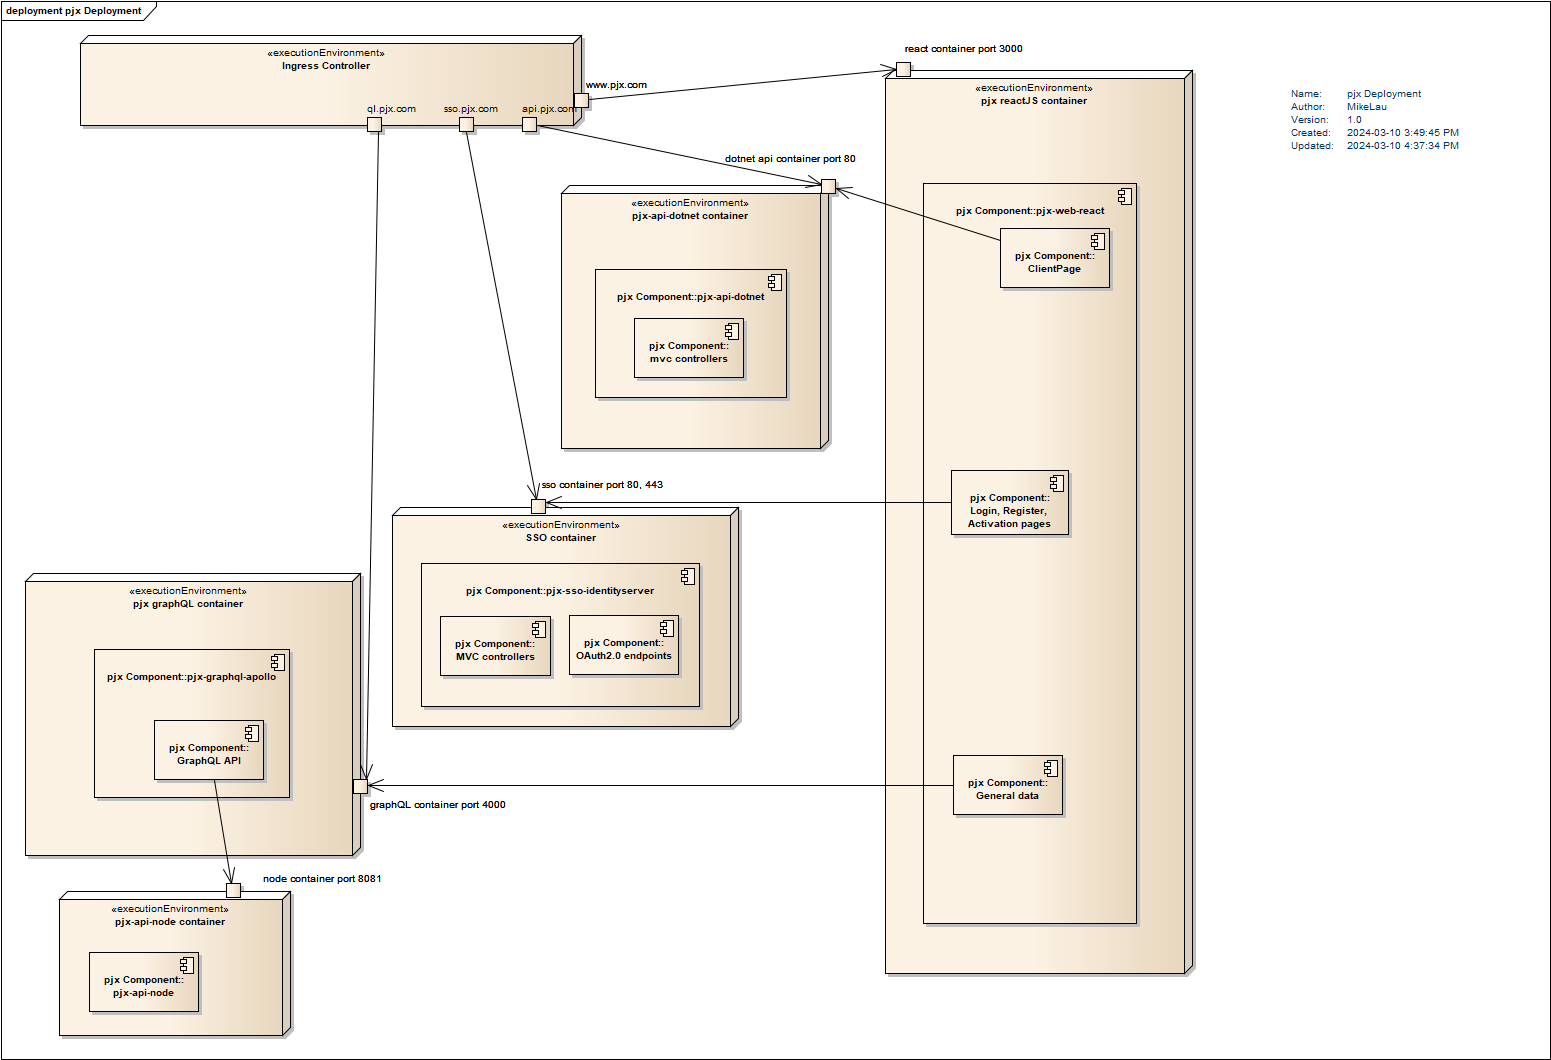 deployment pjx Deployment
«executionEnvironment»
Ingress Controller
ql.pjx.com
sso.pjx.com
api.pjx.com
www.pjx.com
react container port 3000
«executionEnvironment»
pjx reactJS container
Name: pjx Deployment
Author: MikeLau
Version: 1.0
Created: 2024-03-10 3:49:45 PM
Updated: 2024-03-10 4:37:34 PM
dotnet api container port 80
«executionEnvironment»
pjx-api-dotnet container
pjx Component::pjx-api-dotnet
pjx Component::
mvc controllers
pjx Component::pjx-web-react
pjx Component::
ClientPage
pjx Component::
Login, Register,
Activation pages
pjx Component::
General data
sso container port 80, 443
«executionEnvironment»
SSO container
pjx Component::pjx-sso-identityserver
pjx Component::
MVC controllers
pjx Component::
OAuth2.0 endpoints
«executionEnvironment»
pjx graphQL container
pjx Component::pjx-graphql-apollo
pjx Component::
GraphQL API
graphQL container port 4000
node container port 8081
«executionEnvironment»
pjx-api-node container
pjx Component::
pjx-api-node